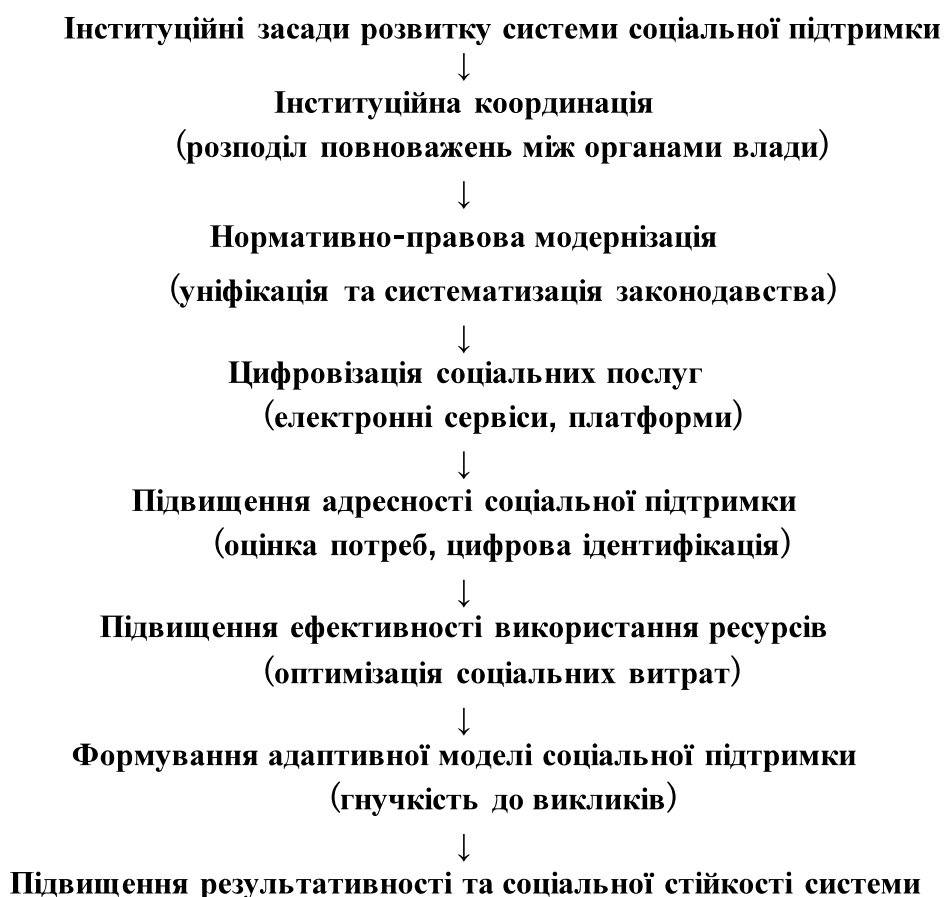 Інституційні засади розвитку системи соціальної підтримки
↓
Інституційна координація
(розподіл повноважень між органами влади)
↓
Нормативно-правова модернізація
(уніфікація та систематизація законодавства)
↓
Цифровізація соціальних послуг
(електронні сервіси, платформи)
↓
Підвищення адресності соціальної підтримки
(оцінка потреб, цифрова ідентифікація)
↓
Підвищення ефективності використання ресурсів
(оптимізація соціальних витрат)
↓
Формування адаптивної моделі соціальної підтримки
(гнучкість до викликів)
↓
Підвищення результативності та соціальної стійкості системи